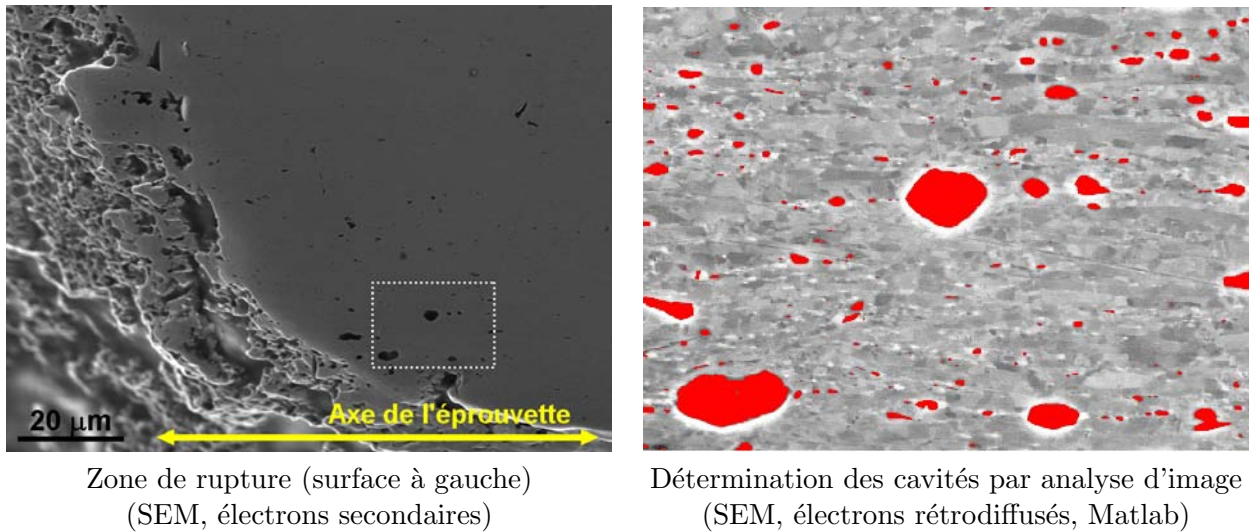 Axe de l'éprouvette
20 μm
Zone de rupture (surface à gauche)
(SEM, électrons secondaires)
Détermination des cavités par analyse d'image
(SEM, électrons rétrodiffusés, Matlab)